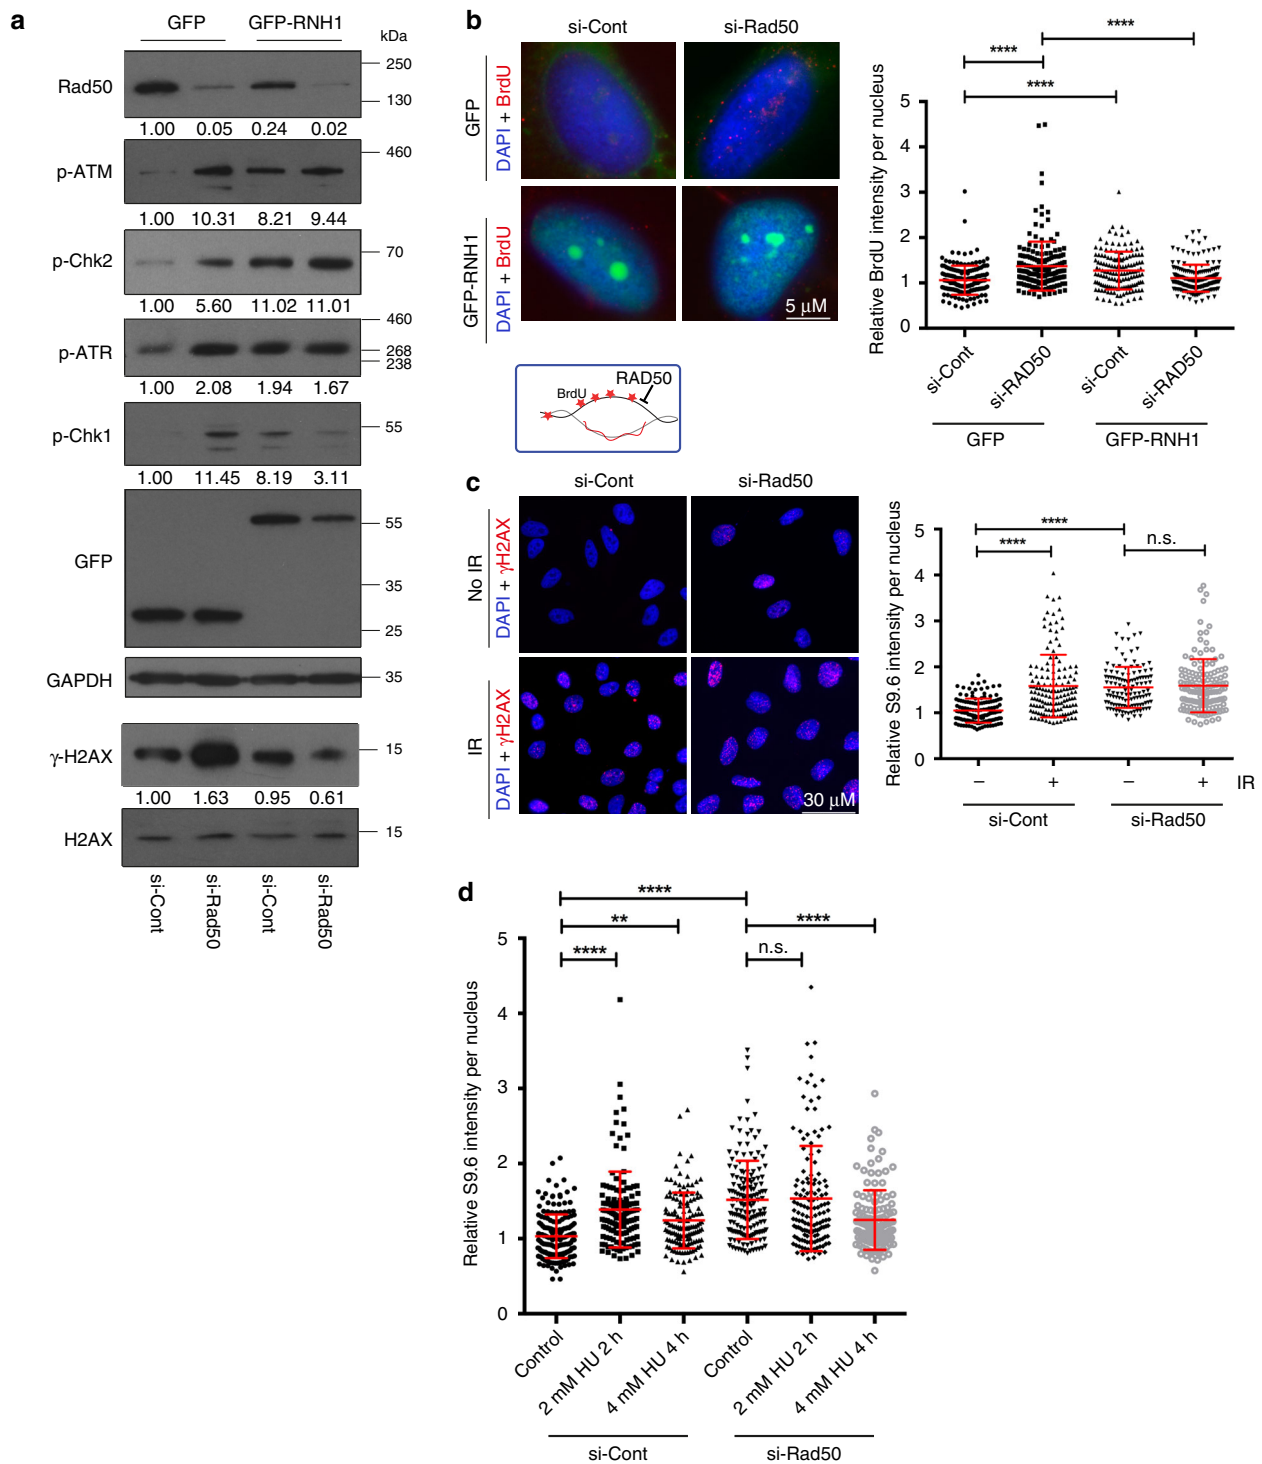 a
GFP GFP-RNH1
kDa
Rad50
250
130
1.00 0.05 0.24 0.02
p-ATM
460
1.00 10.31 8.21 9.44
p-Chk2
70
1.00 5.60 11.02 11.01
p-ATR
460
268
238
1.00 2.08 1.94 1.67
p-Chk1
55
1.00 11.45 8.19 3.11
GFP
55
35
25
GAPDH
35
γ-H2AX
15
1.00 1.63 0.95 0.61
H2AX
15
si-Cont si-Rad50 si-Cont si-Rad50
b
si-Cont si-Rad50
GFP
DAPI + BrdU
GFP-RNH1
DAPI + BrdU
5 μM
BrdU
RAD50
****
****
****
Relative BrdU intensity per nucleus
5
4
3
2
1
0
si-Cont si-RAD50 si-Cont si-RAD50
GFP GFP-RNH1
c
si-Cont si-Rad50
No IR
DAPI + γH2AX
IR
DAPI + γH2AX
30 μM
****
****
n.s.
Relative S9.6 intensity per nucleus
5
4
3
2
1
0
– + – + IR
si-Cont si-Rad50
d
****
**
****
****
n.s.
Relative S9.6 intensity per nucleus
5
4
3
2
1
0
Control 2 mM HU 2 h 4 mM HU 4 h Control 2 mM HU 2 h 4 mM HU 4 h
si-Cont si-Rad50